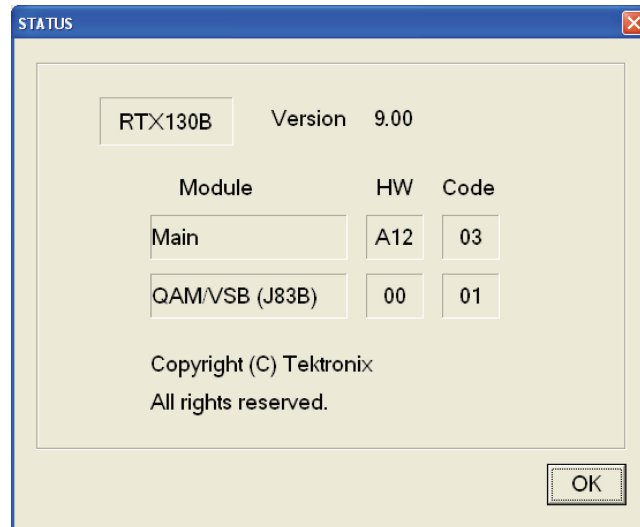 STATUS
RTX130B Version 9.00
Module HW Code
Main A12 03
QAM/VSB (J83B) 00 01
Copyright (C) Tektronix
All rights reserved.
OK